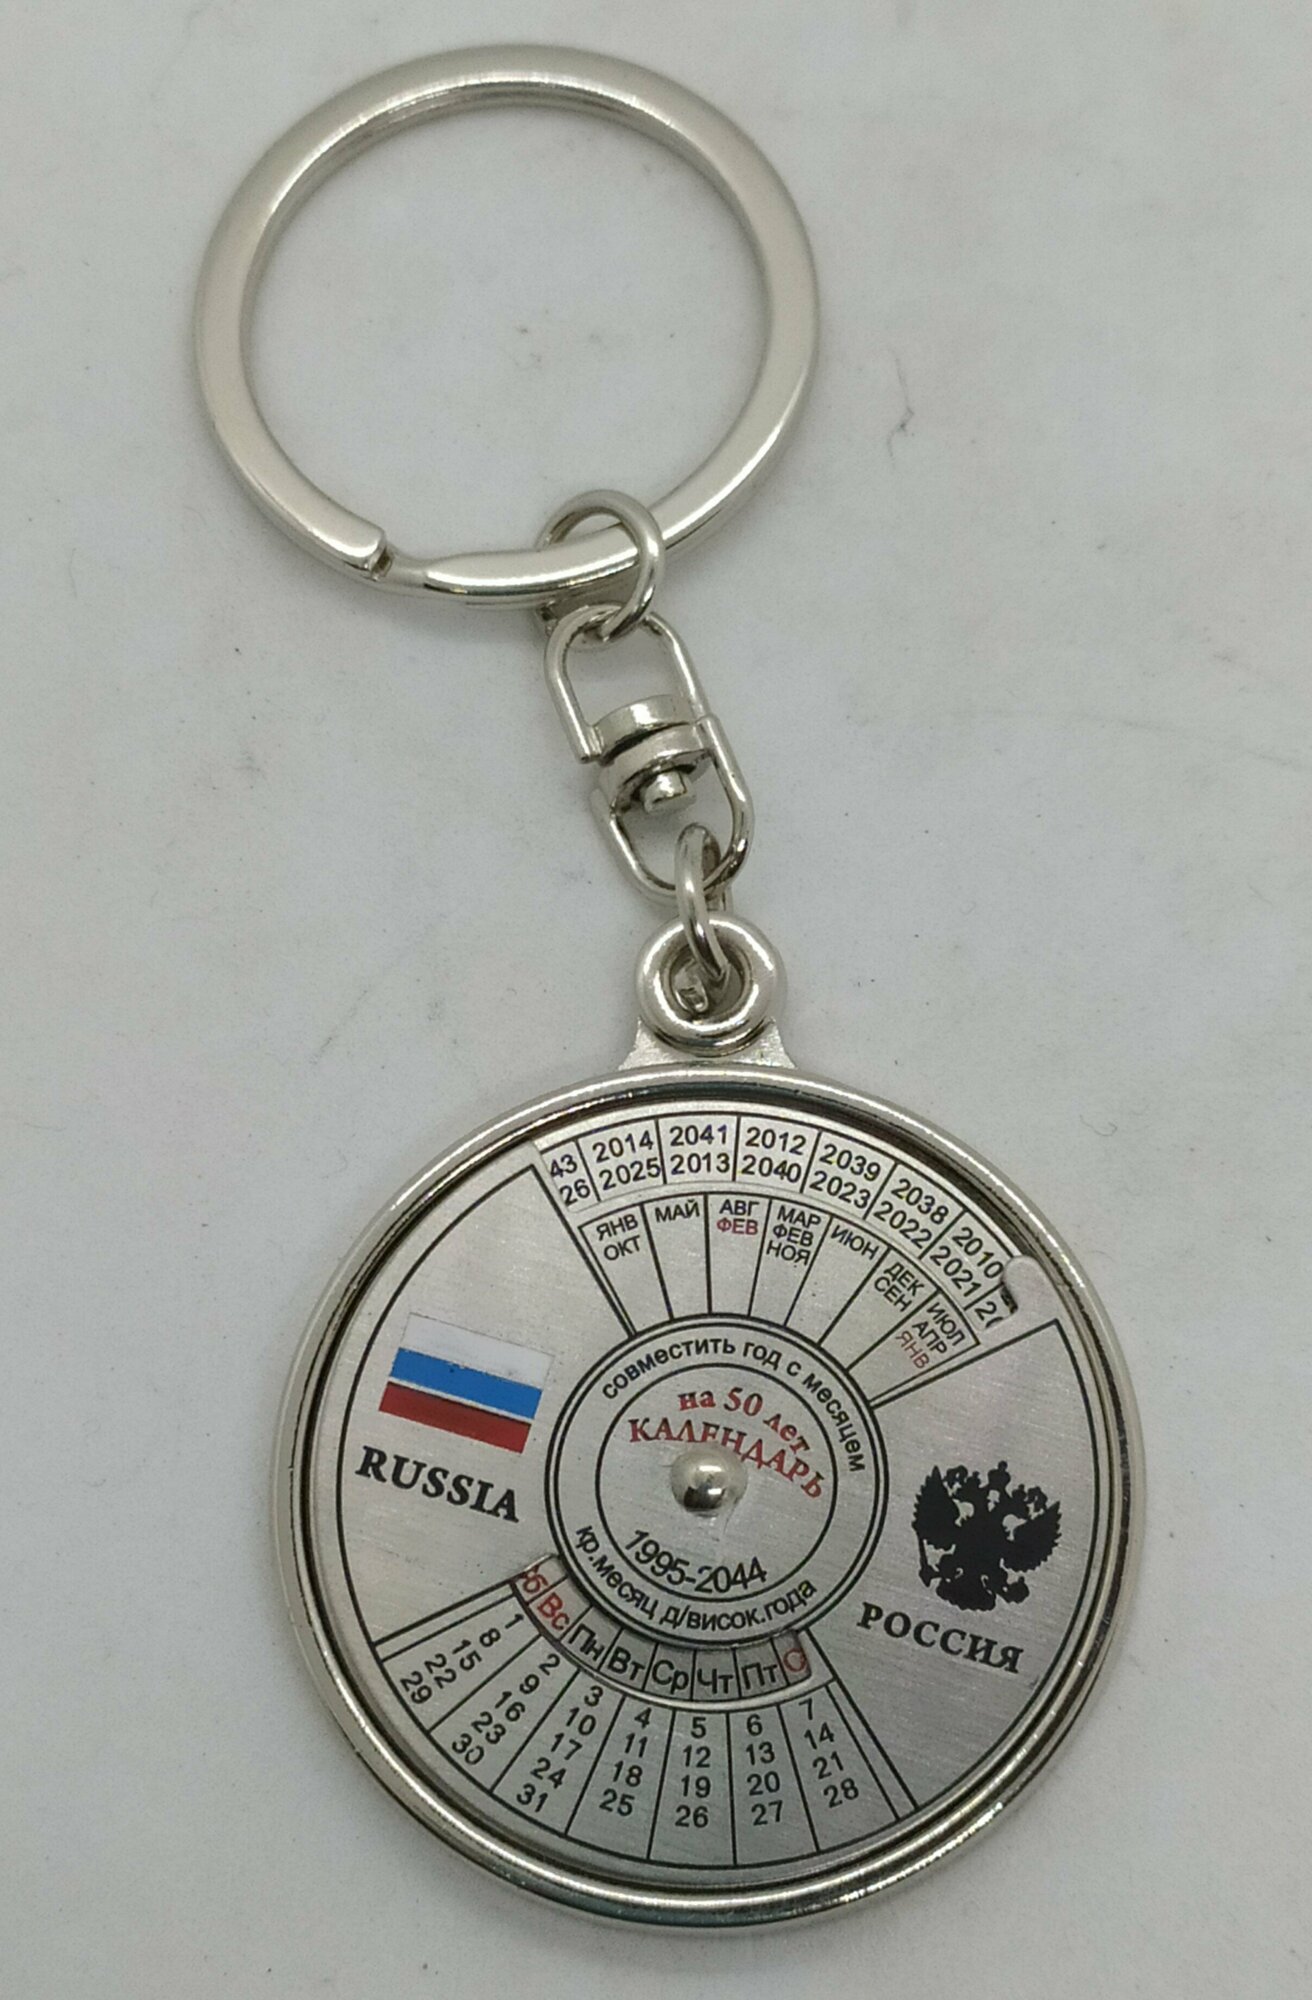 43 2014 2041 2012 2039 2038 2010
26 2025 2013 2040 2023 2022 2021
ЯНВ МАЙ АВГ МАР ИЮН ДЕК ИЮЛ
ОКТ ФЕВ ФЕВ СЕН АПР
НОЯ ЯНВ
совместить год с месяцем
на 50 лет
КАЛЕНДАРЬ
1995-2044
кр.месяц д/висок.года
RUSSIA
РОССИЯ
Вс Пн Вт Ср Чт Пт
1 2 3 4 5 6 7
8 9 10 11 12 13 14
15 16 17 18 19 20 21
22 23 24 25 26 27 28
29 30 31